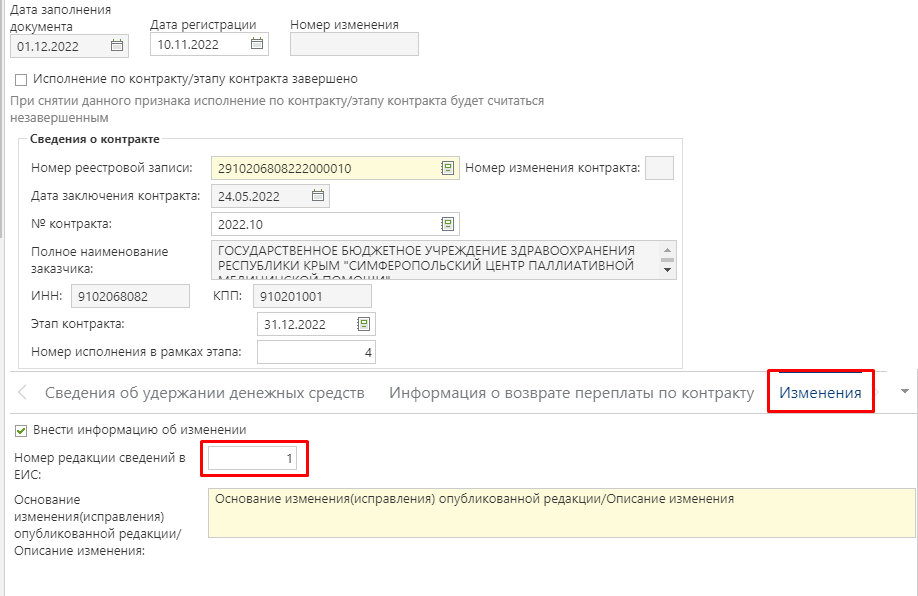 Дата заполнения
документа
Дата регистрации
Номер изменения
01.12.2022
10.11.2022
Исполнение по контракту/этапу контракта завершено
При снятии данного признака исполнение по контракту/этапу контракта будет считаться
незавершенным
Сведения о контракте
Номер реестровой записи:
2910206808222000010
Номер изменения контракта:
Дата заключения контракта:
24.05.2022
№ контракта:
2022.10
Полное наименование
заказчика:
ГОСУДАРСТВЕННОЕ БЮДЖЕТНОЕ УЧРЕЖДЕНИЕ ЗДРАВООХРАНЕНИЯ
РЕСПУБЛИКИ КРЫМ "СИМФЕРОПОЛЬСКИЙ ЦЕНТР ПАЛЛИАТИВНОЙ
МЕДИЦИНСКОЙ ПОМОЩИ"
ИНН:
9102068082
КПП:
910201001
Этап контракта:
31.12.2022
Номер исполнения в рамках этапа:
4
Сведения об удержании денежных средств
Информация о возврате переплаты по контракту
Изменения
Внести информацию об изменении
Номер редакции сведений в
ЕИС:
1
Основание
изменения(исправления)
опубликованной редакции/
Описание изменения:
Основание изменения(исправления) опубликованной редакции/Описание изменения